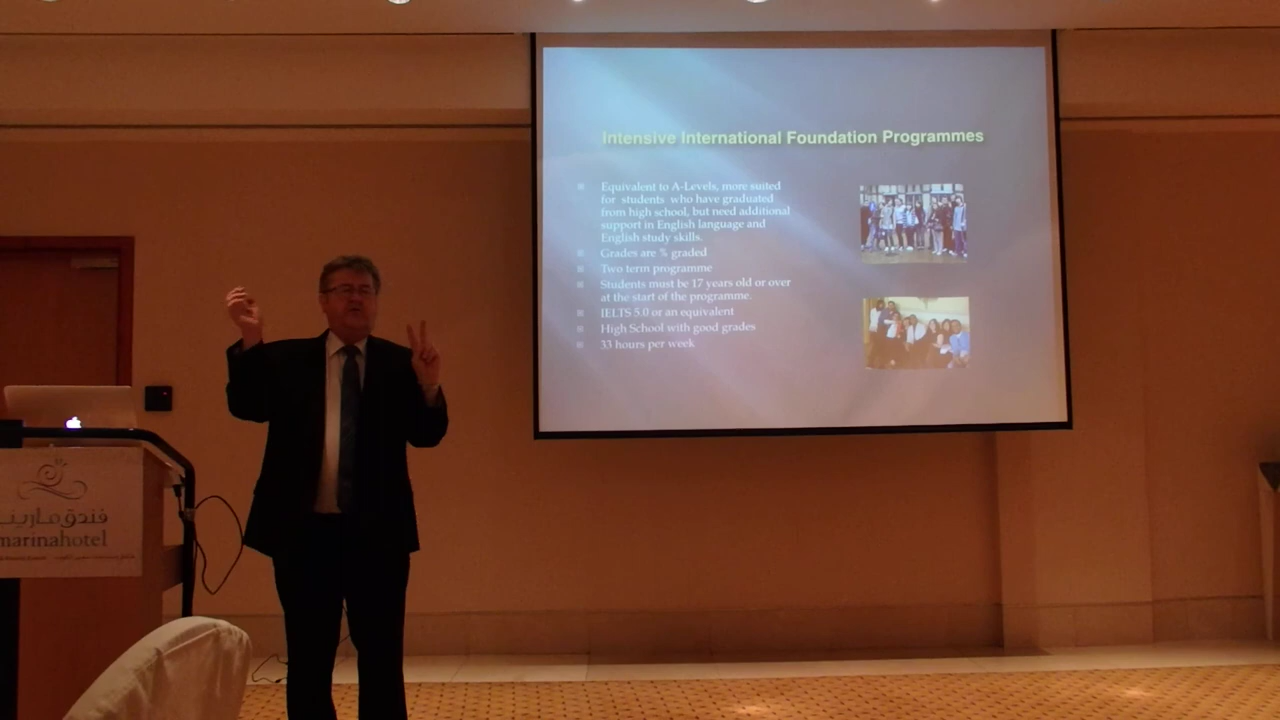 Intensive International Foundation Programmes
Equivalent to A-Levels, more suited
for students who have graduated
from high school, but need additional
support in English language and
English study skills.
Grades are % graded
Two term programme
Students must be 17 years old or over
at the start of the programme.
IELTS 5.0 or an equivalent
High School with good grades
33 hours per week
فندق مارينـ
marinahotel